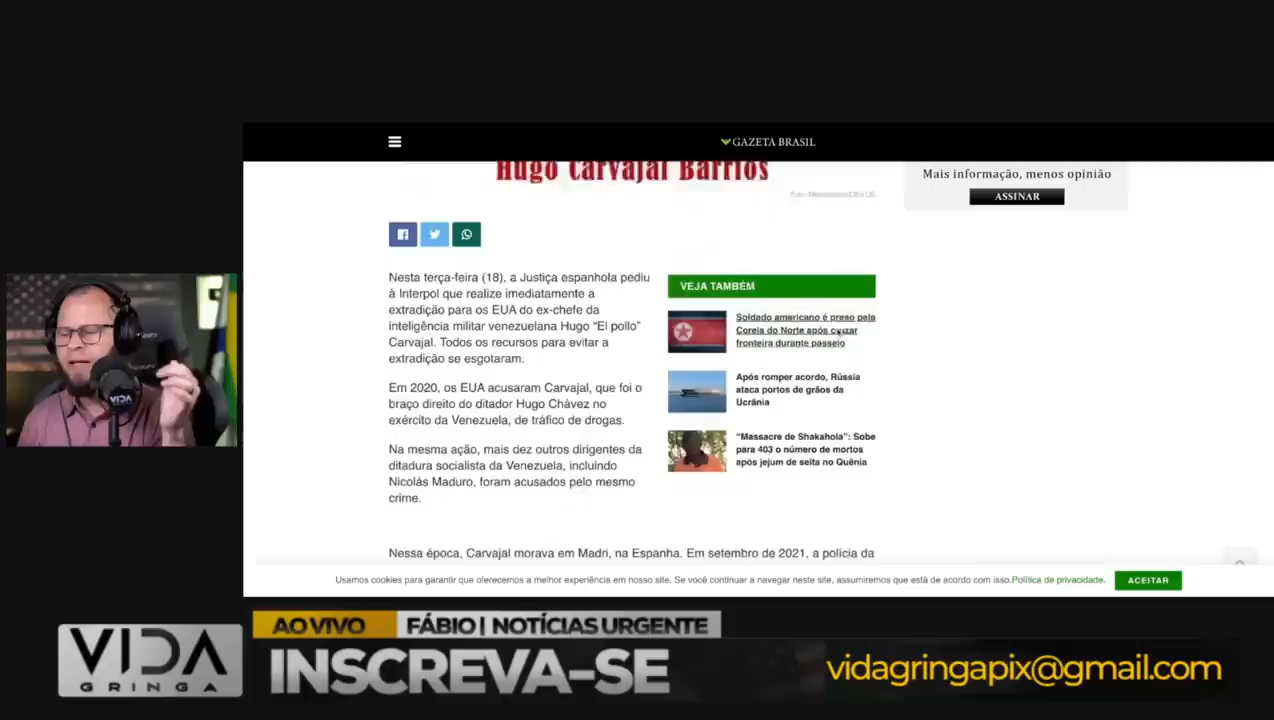 GAZETA BRASIL
Hugo Carvajal Barrios
Mais informação, menos opinião
ASSINAR
Nesta terça-feira (18), a Justiça espanhola pediu
à Interpol que realize imediatamente a
extradição para os EUA do ex-chefe da
inteligência militar venezuelana Hugo “El pollo”
Carvajal. Todos os recursos para evitar a
extradição se esgotaram.
Em 2020, os EUA acusaram Carvajal, que foi o
braço direito do ditador Hugo Chávez no
exército da Venezuela, de tráfico de drogas.
Na mesma ação, mais dez outros dirigentes da
ditadura socialista da Venezuela, incluindo
Nicolás Maduro, foram acusados pelo mesmo
crime.
VEJA TAMBÉM
Soldado americano é preso pela
Coreia do Norte após cruzar
fronteira durante passeio
Após romper acordo, Rússia
ataca portos de grãos da
Ucrânia
“Massacre de Shakahola”: Sobe
para 403 o número de mortos
após jejum de seita no Quênia
Nessa época, Carvajal morava em Madri, na Espanha. Em setembro de 2021, a polícia da
Usamos cookies para garantir que oferecemos a melhor experiência em nosso site. Se você continuar a navegar neste site, assumiremos que está de acordo com isso.Política de privacidade.
ACEITAR
VIDA
AO VIVO
FÁBIO | NOTÍCIAS URGENTE
VIDA
GRINGA
INSCREVA-SE
vidagringapix@gmail.com